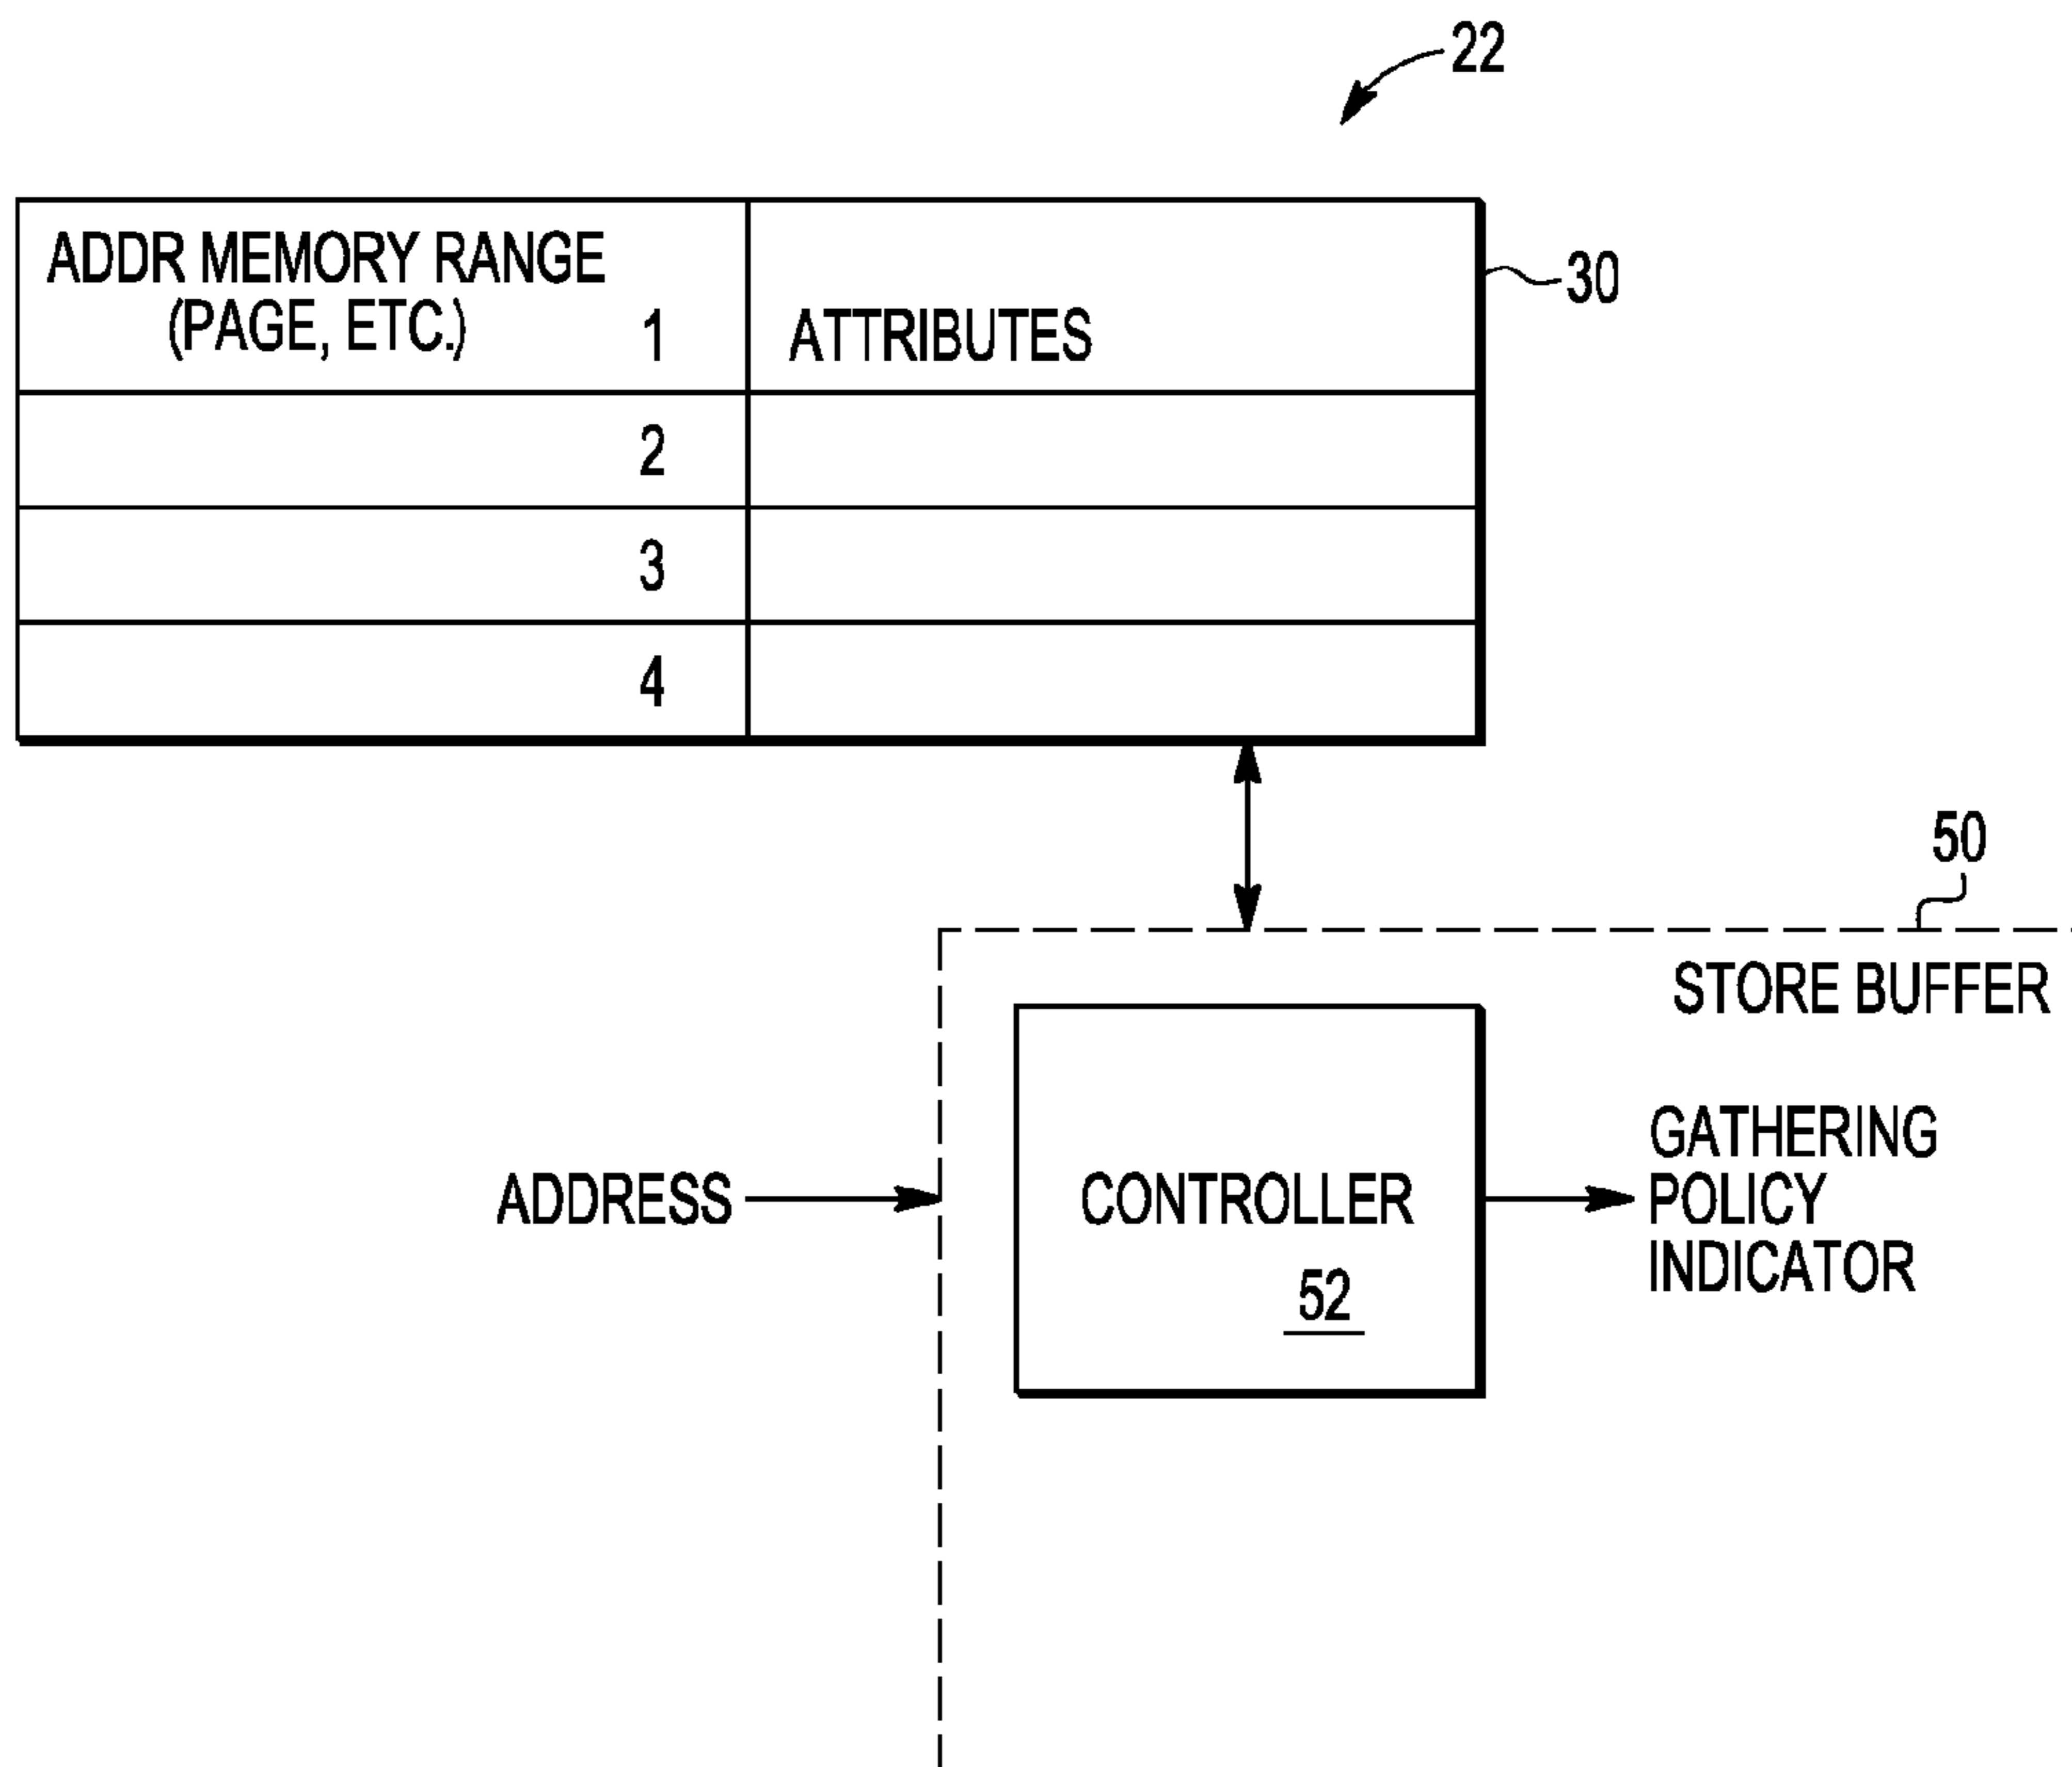 22
ADDR MEMORY RANGE
(PAGE, ETC.) 1
ATTRIBUTES
30
2
3
4
50
STORE BUFFER
ADDRESS
CONTROLLER
52
GATHERING
POLICY
INDICATOR